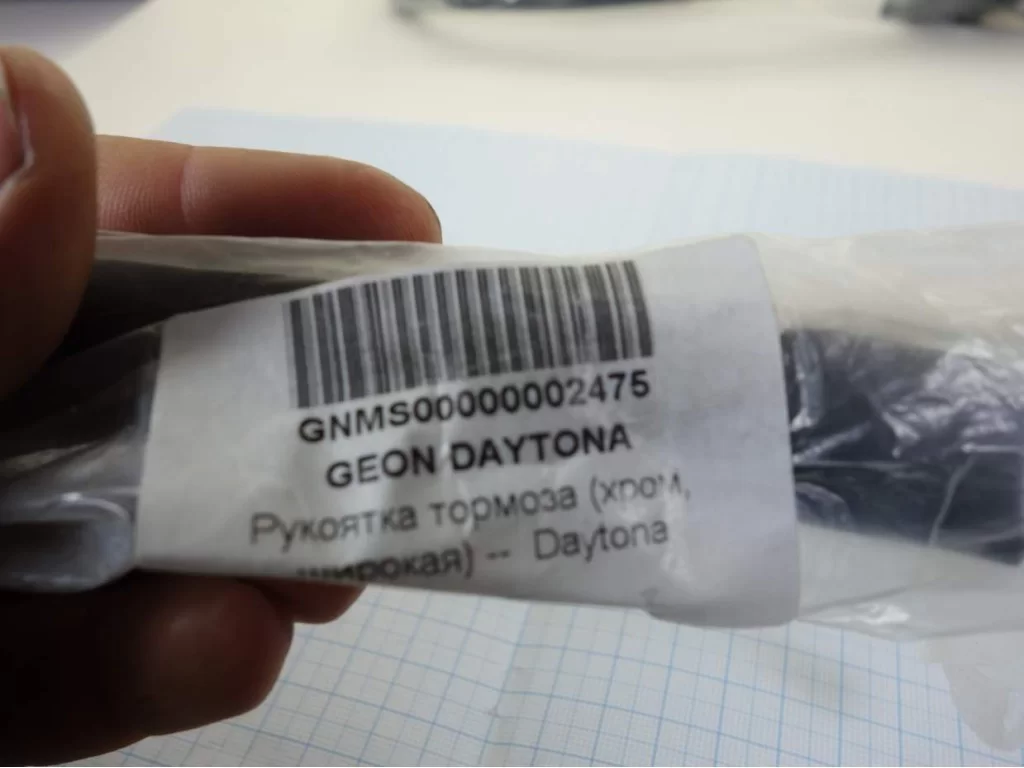 GNMS00000002475
GEON DAYTONA
Рукоятка тормоза (хром,
широкая) -- Daytona